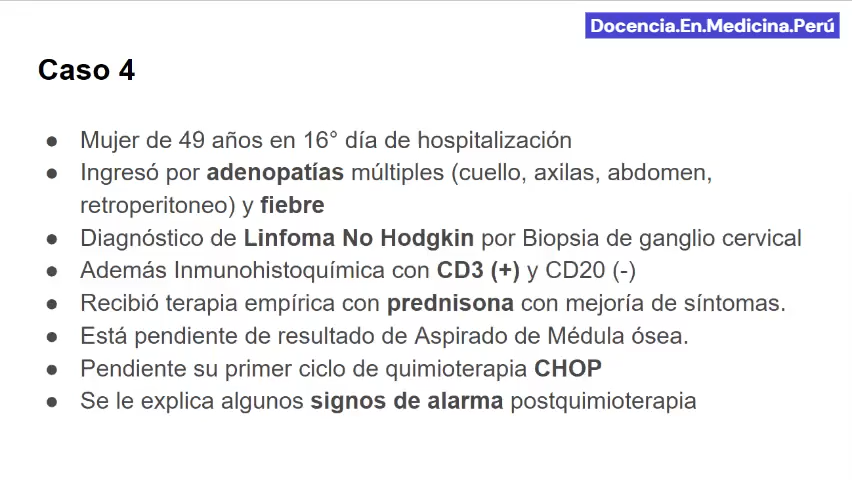 Docencia.En.Medicina.Perú
Caso 4
● Mujer de 49 años en 16° día de hospitalización
● Ingresó por adenopatías múltiples (cuello, axilas, abdomen,
retroperitoneo) y fiebre
● Diagnóstico de Linfoma No Hodgkin por Biopsia de ganglio cervical
● Además Inmunohistoquímica con CD3 (+) y CD20 (-)
● Recibió terapia empírica con prednisona con mejoría de síntomas.
● Está pendiente de resultado de Aspirado de Médula ósea.
● Pendiente su primer ciclo de quimioterapia CHOP
● Se le explica algunos signos de alarma postquimioterapia